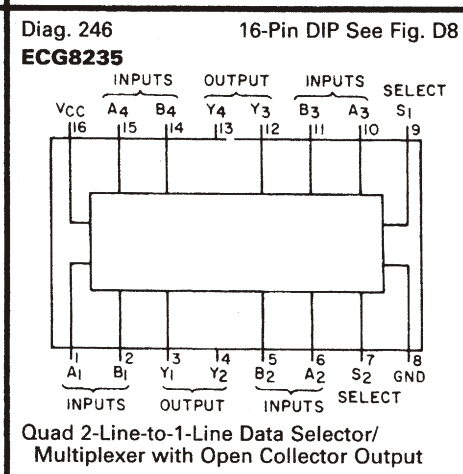 Diag. 246 16-Pin DIP See Fig. D8
ECG8235
INPUTS OUTPUT INPUTS SELECT
VCC A4 B4 Y4 Y3 B3 A3 S1
16 15 14 13 12 11 10 9
1 2 3 4 5 6 7 8
A1 B1 Y1 Y2 B2 A2 S2 GND
INPUTS OUTPUT INPUTS SELECT
Quad 2-Line-to-1-Line Data Selector/
Multiplexer with Open Collector Output